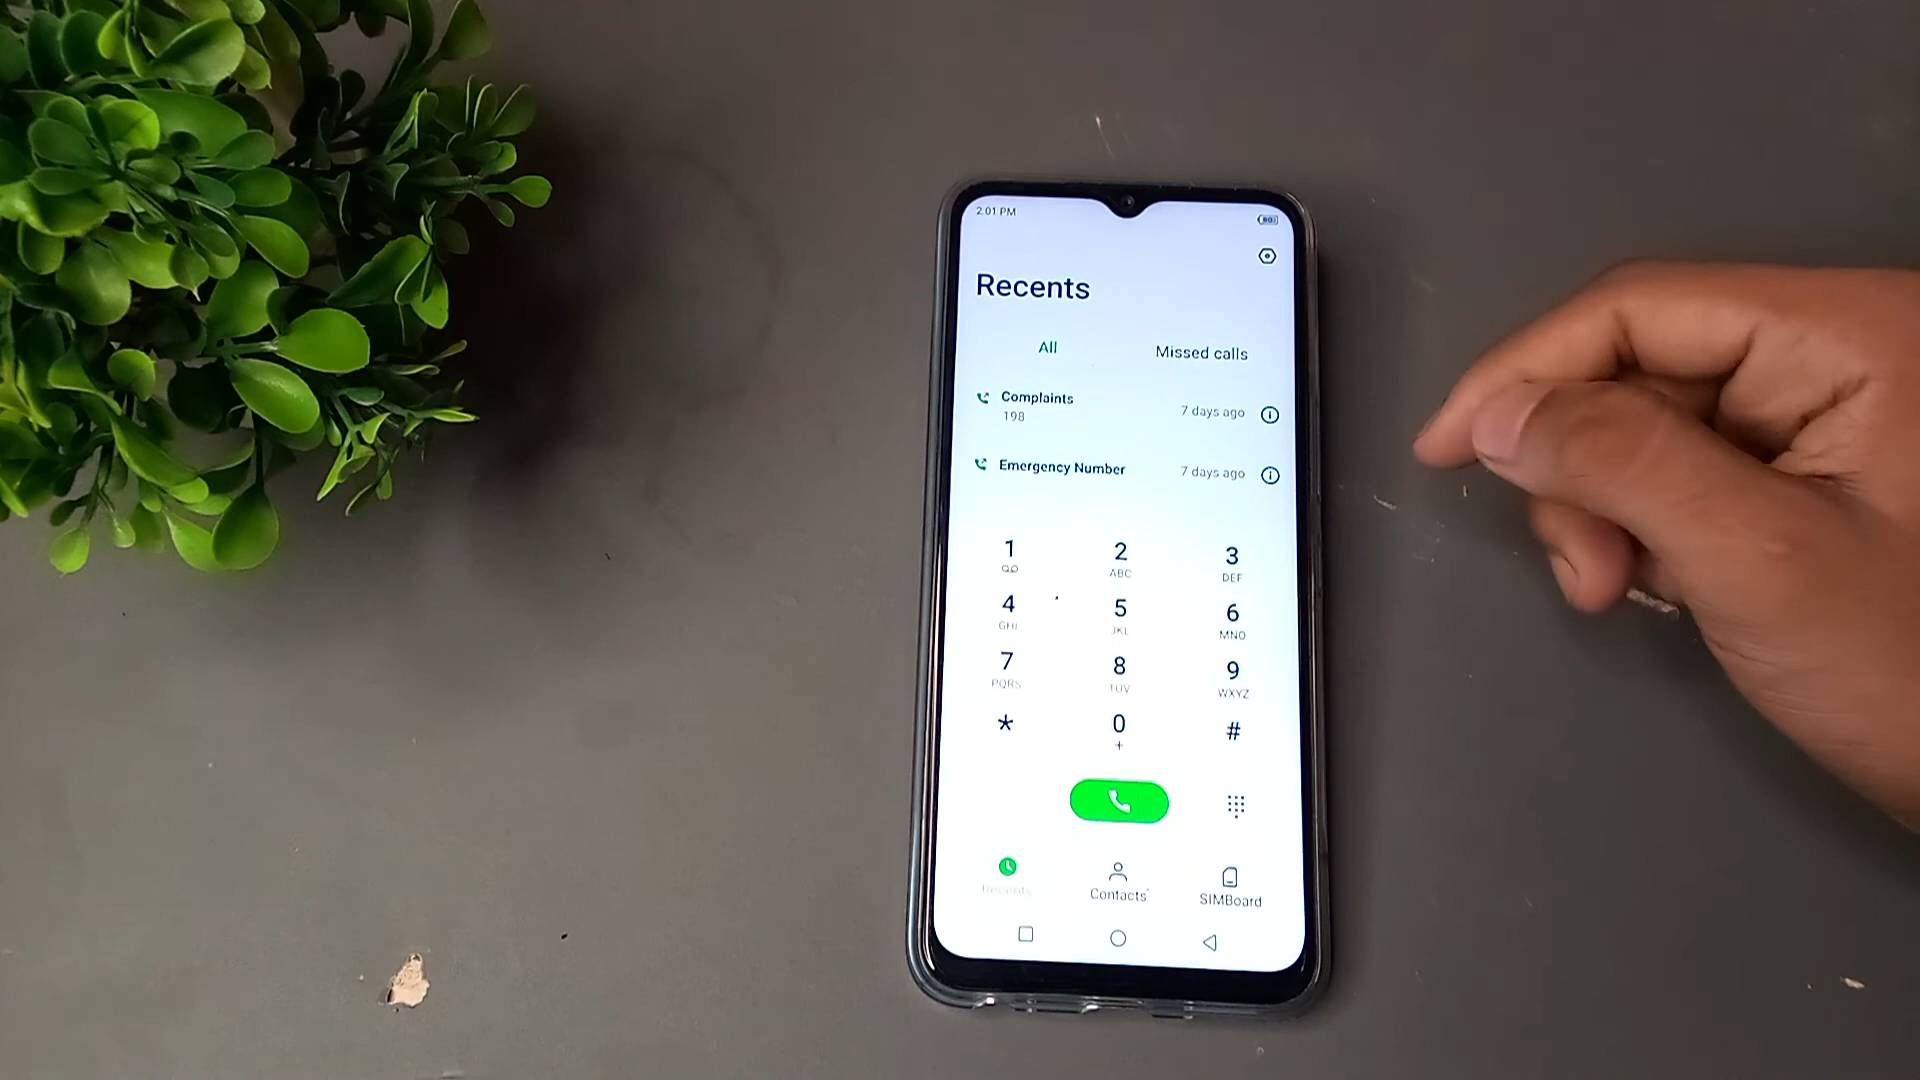 2:01 PM
Recents
All Missed calls
Complaints 7 days ago
198
Emergency Number 7 days ago
1 2 3
ABC DEF
4 5 6
GHI JKL MNO
7 8 9
PQRS TUV WXYZ
* 0 #
+
Recents Contacts SIMBoard